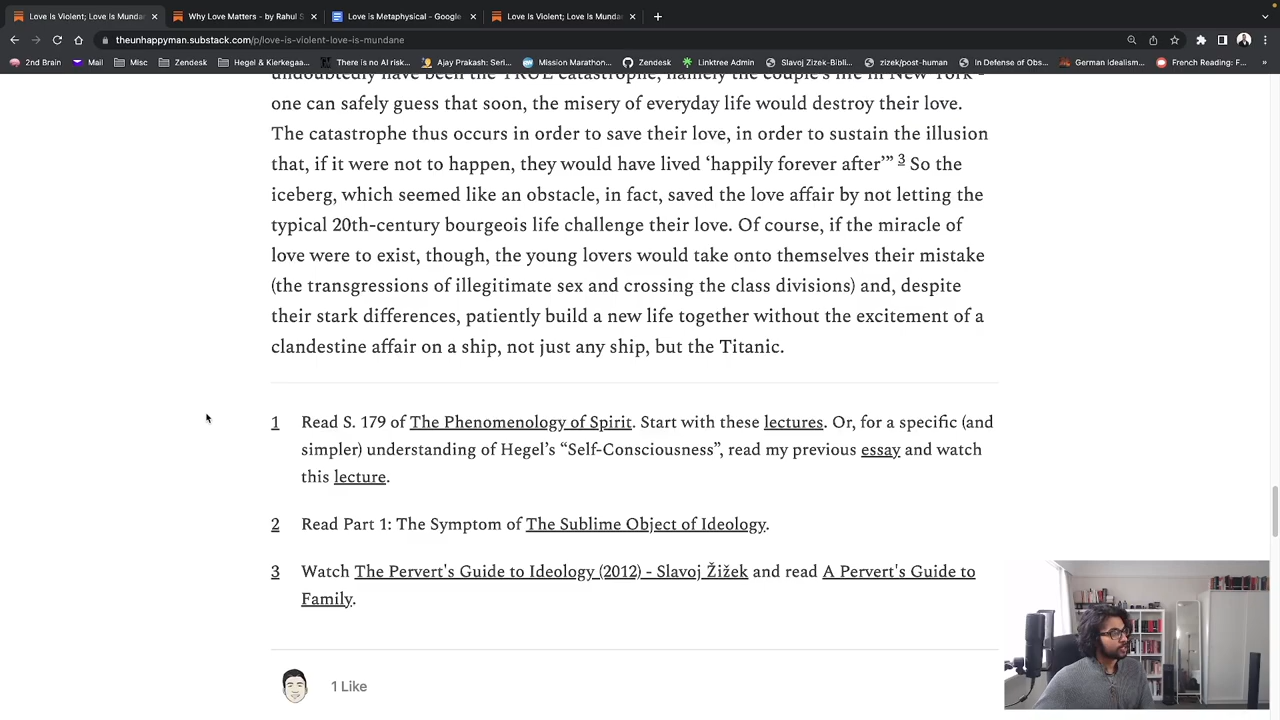 Love is Violent; Love is Munda
Why Love Matters - by Rahul S
Love is Metaphysical - Google
Love is Violent; Love is Munda
theunhappyman.substack.com/p/love-is-violent-love-is-mundane
2nd Brain
Mail
Misc
Zendesk
Hegel & Kierkegaa...
There is no AI risk...
Ajay Prakash: Seri...
Mission Marathon...
Zendesk
Linktree Admin
Slavoj Zizek-Bibli...
zizek/post-human
In Defense of Obs...
German Idealism...
French Reading: F...
undoubtedly have been the TRUE catastrophe, namely the couple's life in New York -
one can safely guess that soon, the misery of everyday life would destroy their love.
The catastrophe thus occurs in order to save their love, in order to sustain the illusion
that, if it were not to happen, they would have lived ‘happily forever after’” 3 So the
iceberg, which seemed like an obstacle, in fact, saved the love affair by not letting the
typical 20th-century bourgeois life challenge their love. Of course, if the miracle of
love were to exist, though, the young lovers would take onto themselves their mistake
(the transgressions of illegitimate sex and crossing the class divisions) and, despite
their stark differences, patiently build a new life together without the excitement of a
clandestine affair on a ship, not just any ship, but the Titanic.
1 Read S. 179 of The Phenomenology of Spirit. Start with these lectures. Or, for a specific (and
simpler) understanding of Hegel’s “Self-Consciousness”, read my previous essay and watch
this lecture.
2 Read Part 1: The Symptom of The Sublime Object of Ideology.
3 Watch The Pervert's Guide to Ideology (2012) - Slavoj Žižek and read A Pervert's Guide to
Family.
1 Like